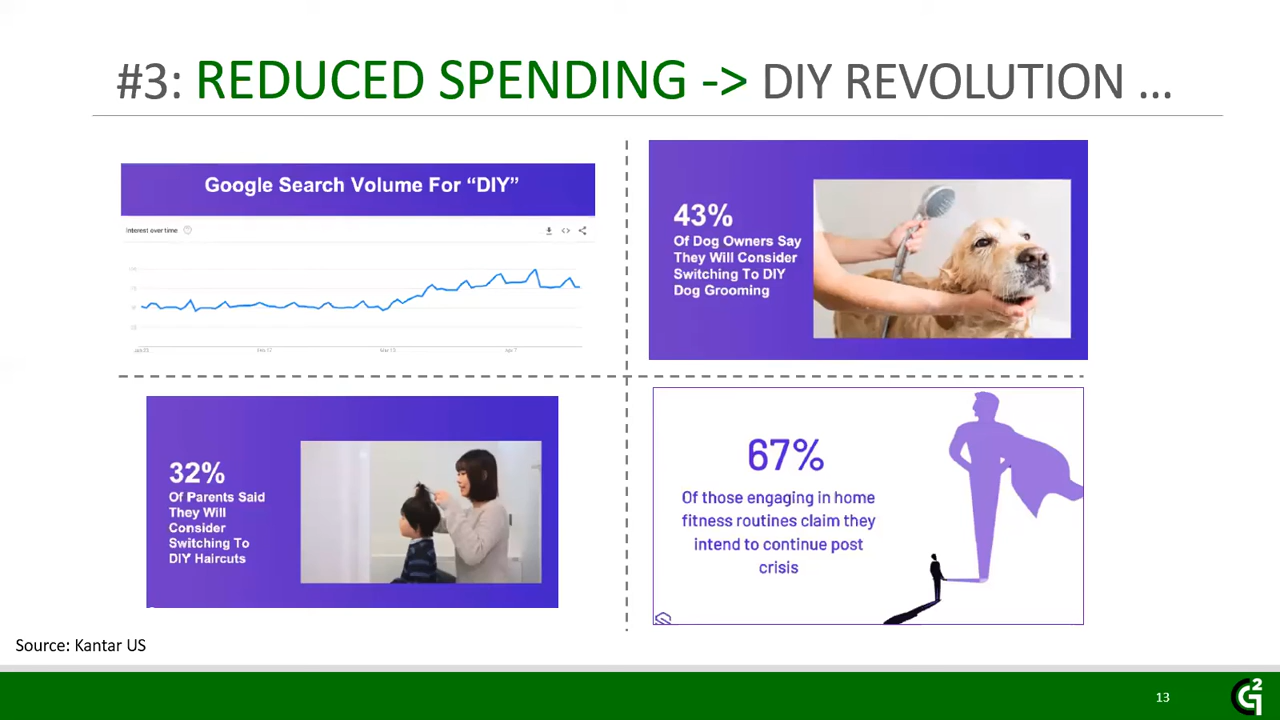 #3: REDUCED SPENDING -> DIY REVOLUTION ...
Google Search Volume For “DIY”
Interest over time
43%
Of Dog Owners Say
They Will Consider
Switching To DIY
Dog Grooming
32%
Of Parents Said
They Will
Consider
Switching To
DIY Haircuts
67%
Of those engaging in home
fitness routines claim they
intend to continue post
crisis
Source: Kantar US
13
G2